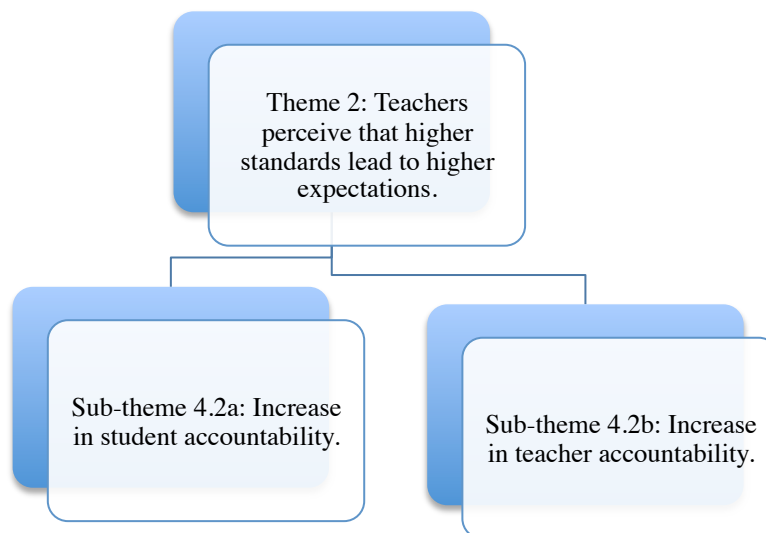 Theme 2: Teachers
perceive that higher
standards lead to higher
expectations.
Sub-theme 4.2a: Increase
in student accountability.
Sub-theme 4.2b: Increase
in teacher accountability.